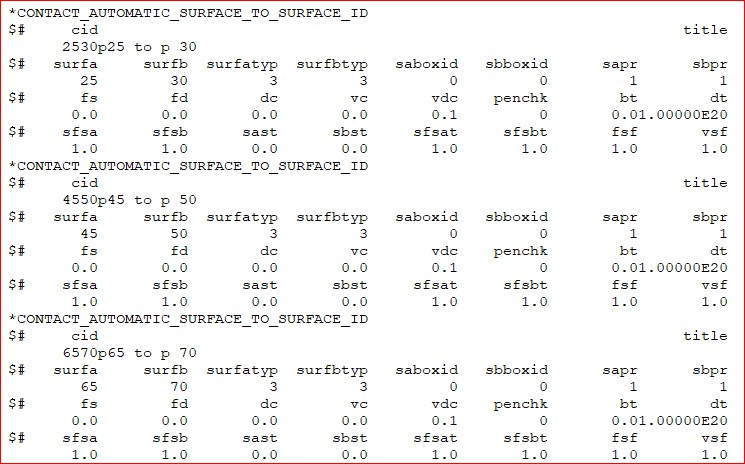 *CONTACT_AUTOMATIC_SURFACE_TO_SURFACE_ID
$#     cid                                                                 title
      2530p25 to p 30
$#   surfa     surfb  surfatyp  surfbtyp   saboxid   sbboxid      sapr      sbpr
        25        30         3         3         0         0         1         1
$#      fs        fd        dc        vc       vdc    penchk        bt        dt
       0.0       0.0       0.0       0.0       0.1         0       0.01.00000E20
$#    sfsa      sfsb      sast      sbst     sfsat     sfsbt       fsf       vsf
       1.0       1.0       0.0       0.0       1.0       1.0       1.0       1.0
*CONTACT_AUTOMATIC_SURFACE_TO_SURFACE_ID
$#     cid                                                                 title
      4550p45 to p 50
$#   surfa     surfb  surfatyp  surfbtyp   saboxid   sbboxid      sapr      sbpr
        45        50         3         3         0         0         1         1
$#      fs        fd        dc        vc       vdc    penchk        bt        dt
       0.0       0.0       0.0       0.0       0.1         0       0.01.00000E20
$#    sfsa      sfsb      sast      sbst     sfsat     sfsbt       fsf       vsf
       1.0       1.0       0.0       0.0       1.0       1.0       1.0       1.0
*CONTACT_AUTOMATIC_SURFACE_TO_SURFACE_ID
$#     cid                                                                 title
      6570p65 to p 70
$#   surfa     surfb  surfatyp  surfbtyp   saboxid   sbboxid      sapr      sbpr
        65        70         3         3         0         0         1         1
$#      fs        fd        dc        vc       vdc    penchk        bt        dt
       0.0       0.0       0.0       0.0       0.1         0       0.01.00000E20
$#    sfsa      sfsb      sast      sbst     sfsat     sfsbt       fsf       vsf
       1.0       1.0       0.0       0.0       1.0       1.0       1.0       1.0